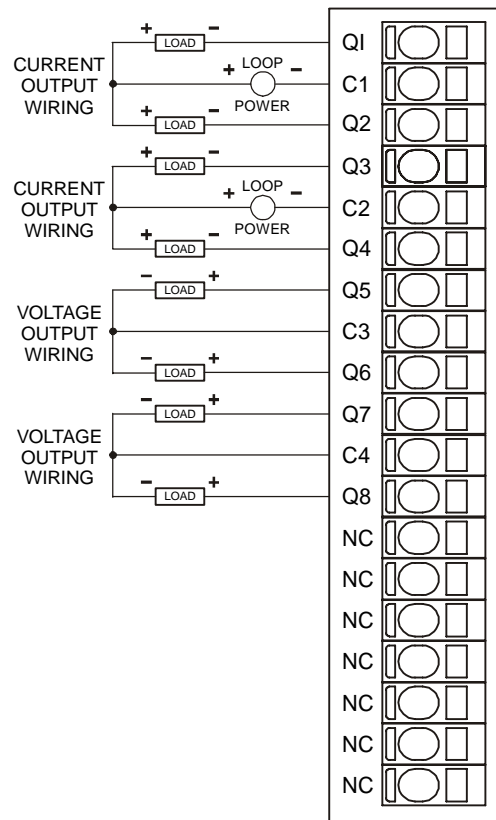 + LOAD − QI
CURRENT OUTPUT WIRING
+ LOOP POWER − C1
+ LOAD − Q2
+ LOAD − Q3
CURRENT OUTPUT WIRING
+ LOOP POWER − C2
+ LOAD − Q4
− LOAD + Q5
VOLTAGE OUTPUT WIRING
C3
− LOAD + Q6
− LOAD + Q7
VOLTAGE OUTPUT WIRING
C4
− LOAD + Q8
NC
NC
NC
NC
NC
NC
NC